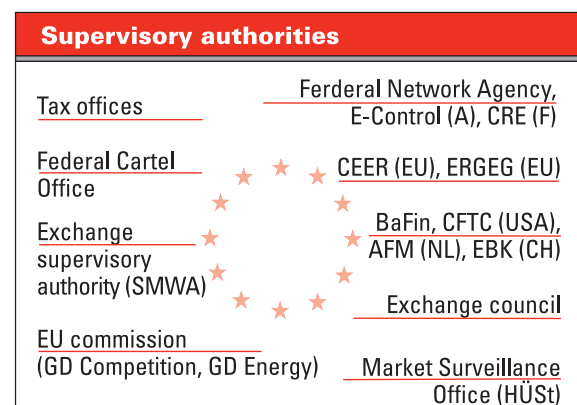 Supervisory authorities
Tax offices
Federal Cartel
Office
Exchange
supervisory
authority (SMWA)
EU commission
(GD Competition, GD Energy)
Ferderal Network Agency,
E-Control (A), CRE (F)
CEER (EU), ERGEG (EU)
BaFin, CFTC (USA),
AFM (NL), EBK (CH)
Exchange council
Market Surveillance
Office (HÜSt)